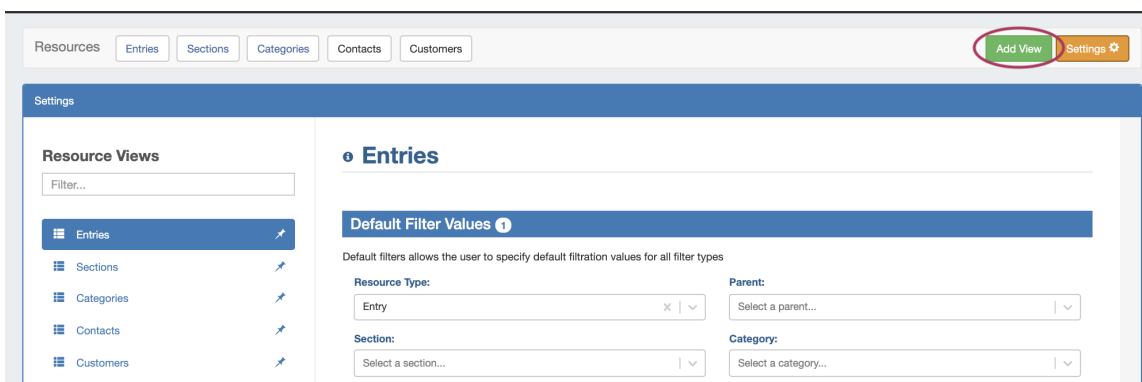 Resources Entries Sections Categories Contacts Customers Add View Settings
Settings
Resource Views
Filter...
Entries
Sections
Categories
Contacts
Customers
Entries
Default Filter Values 1
Default filters allows the user to specify default filtration values for all filter types
Resource Type: Parent:
Entry Select a parent...
Section: Category:
Select a section... Select a category...